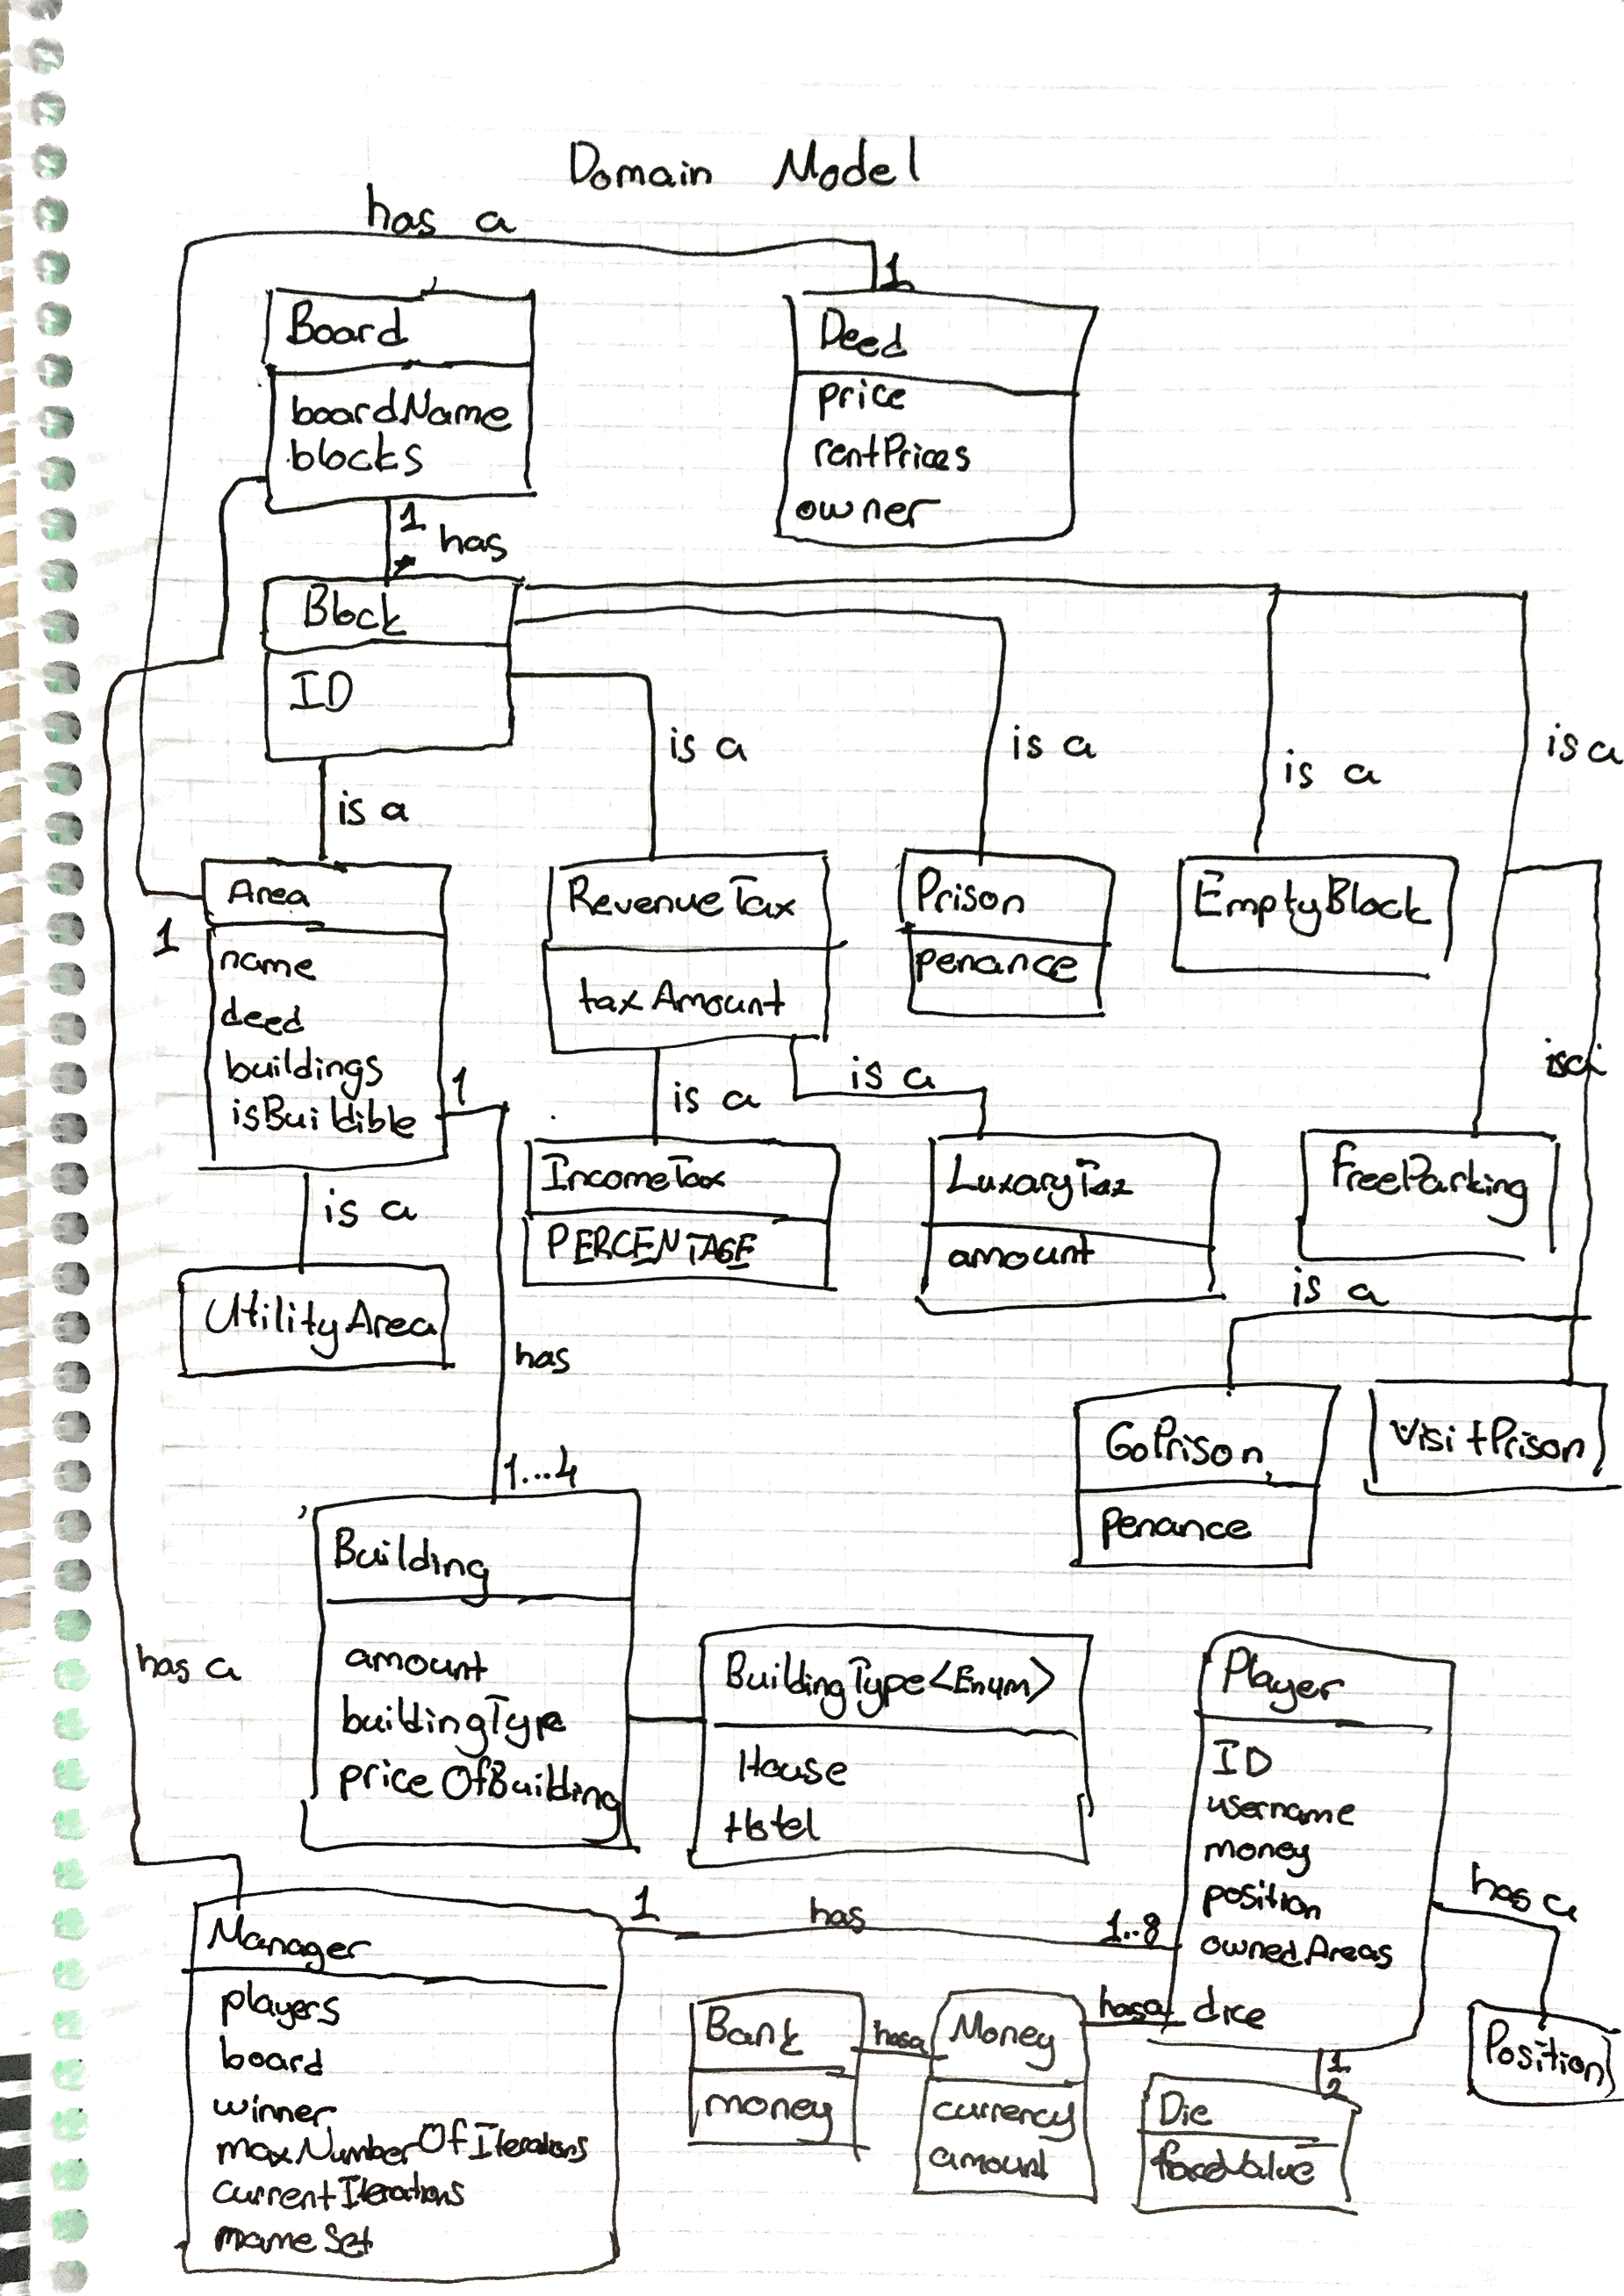 Domain Model
has a
1
Board
boardName
blocks
Deed
price
rentPrices
owner
1
has
*
Block
ID
is a
is a
is a
is a
is a
Area
1
name
deed
buildings
isBuildible
1
RevenueTax
taxAmount
Prison
penance
EmptyBlock
is a
is a
is a
is a
UtilityArea
IncomeTax
PERCENTAGE
LuxaryTax
amount
FreeParking
is a
has
1...4
GoPrison
penance
VisitPrison
Building
amount
buildingType
priceOfBuilding
BuildingType<Enum>
House
Hotel
Player
ID
username
money
position
ownedAreas
dice
has a
has a
Position
1
has
1..8
Manager
players
board
winner
maxNumberOfIterations
currentIterations
Bank
money
has a
Money
currency
amount
has a
1
2
Die
faceValue